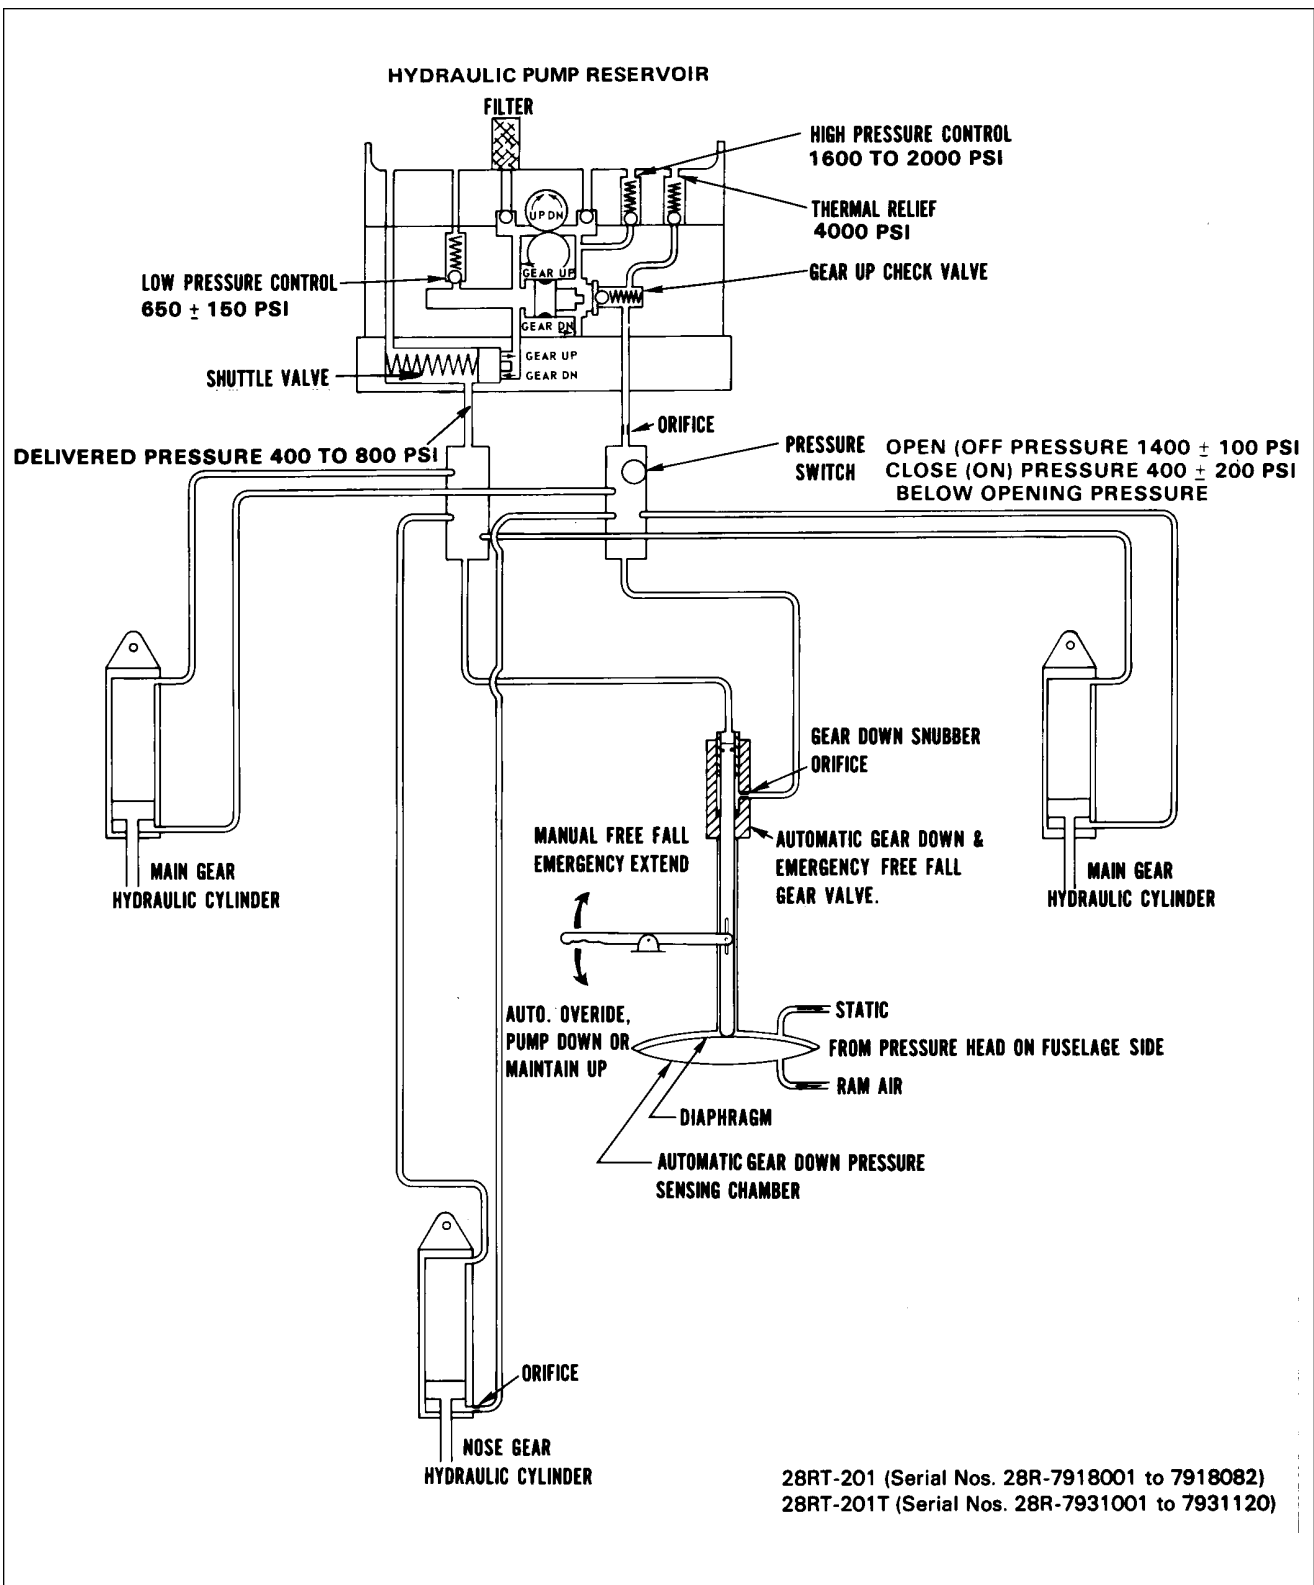 HYDRAULIC PUMP RESERVOIR
FILTER
HIGH PRESSURE CONTROL
1600 TO 2000 PSI
THERMAL RELIEF
4000 PSI
UP DN
GEAR UP
GEAR UP CHECK VALVE
LOW PRESSURE CONTROL
650 ± 150 PSI
GEAR DN
GEAR UP
GEAR DN
SHUTTLE VALVE
ORIFICE
DELIVERED PRESSURE 400 TO 800 PSI
PRESSURE
SWITCH
OPEN (OFF PRESSURE 1400 ± 100 PSI
CLOSE (ON) PRESSURE 400 ± 200 PSI
BELOW OPENING PRESSURE
GEAR DOWN SNUBBER
ORIFICE
MANUAL FREE FALL
EMERGENCY EXTEND
AUTOMATIC GEAR DOWN &
EMERGENCY FREE FALL
GEAR VALVE.
MAIN GEAR
HYDRAULIC CYLINDER
MAIN GEAR
HYDRAULIC CYLINDER
AUTO. OVERIDE,
PUMP DOWN OR
MAINTAIN UP
STATIC
FROM PRESSURE HEAD ON FUSELAGE SIDE
RAM AIR
DIAPHRAGM
AUTOMATIC GEAR DOWN PRESSURE
SENSING CHAMBER
ORIFICE
NOSE GEAR
HYDRAULIC CYLINDER
28RT-201 (Serial Nos. 28R-7918001 to 7918082)
28RT-201T (Serial Nos. 28R-7931001 to 7931120)